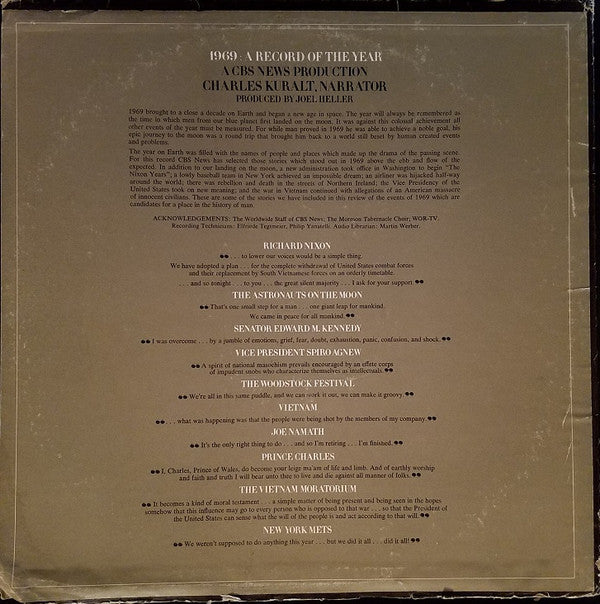 1969 : A RECORD OF THE YEAR
A CBS NEWS PRODUCTION
CHARLES KURALT, NARRATOR
PRODUCED BY JOEL HELLER
1969 brought to a close a decade on Earth and began a new age in space. The year will always be remembered as
the time in which men from our blue planet first landed on the moon. It was against this colossal achievement all
other events of the year must be measured. For while man proved in 1969 he was able to achieve a noble goal, his
epic journey to the moon was a round trip that brought him back to a world still beset by human created events
and problems.
The year on Earth was filled with the names of people and places which made up the drama of the passing scene.
For this record CBS News has selected those stories which stood out in 1969 above the ebb and flow of the
expected. In addition to our landing on the moon, a new administration took office in Washington to begin "The
Nixon Years"; a lowly baseball team in New York achieved an impossible dream; an airliner was hijacked half-way
around the world; there was rebellion and death in the streets of Northern Ireland; the Vice Presidency of the
United States took on new meaning; and the war in Vietnam continued with allegations of an American massacre
of innocent civilians. These are some of the stories we have included in this review of the events of 1969 which are
candidates for a place in the history of man.
ACKNOWLEDGEMENTS: The Worldwide Staff of CBS News; The Mormon Tabernacle Choir; WOR-TV.
Recording Technicians: Elfriede Tegtmeier, Philip Yannatelli. Audio Librarian: Martin Werber.
RICHARD NIXON
“. . . to lower our voices would be a simple thing.
We have adopted a plan . . . for the complete withdrawal of United States combat forces
and their replacement by South Vietnamese forces on an orderly timetable.
. . . and so tonight . . . to you . . . the great silent majority . . . I ask for your support.”
THE ASTRONAUTS ON THE MOON
“That's one small step for a man . . . one giant leap for mankind.
We came in peace for all mankind.”
SENATOR EDWARD M. KENNEDY
“I was overcome . . . by a jumble of emotions, grief, fear, doubt, exhaustion, panic, confusion, and shock.”
VICE PRESIDENT SPIRO AGNEW
“A spirit of national masochism prevails encouraged by an effete corps
of impudent snobs who characterize themselves as intellectuals.”
THE WOODSTOCK FESTIVAL
“We're all in this same puddle, and we can work it out, we can make it groovy.”
VIETNAM
“. . . what was happening was that the people were being shot by the members of my company.”
JOE NAMATH
“It's the only right thing to do . . . and so I'm retiring . . . I'm finished.”
PRINCE CHARLES
“I, Charles, Prince of Wales, do become your leige ma'am of life and limb. And of earthly worship
and faith and truth I will bear unto thee to live and die against all manner of folks.”
THE VIETNAM MORATORIUM
“It becomes a kind of moral testament . . . a simple matter of being present and being seen in the hopes
somehow that this influence may go to every person who is opposed to that war . . . so that the President of
the United States can sense what the will of the people is and act according to that will.”
NEW YORK METS
“We weren't supposed to do anything this year . . . but we did it all . . . did it all!”